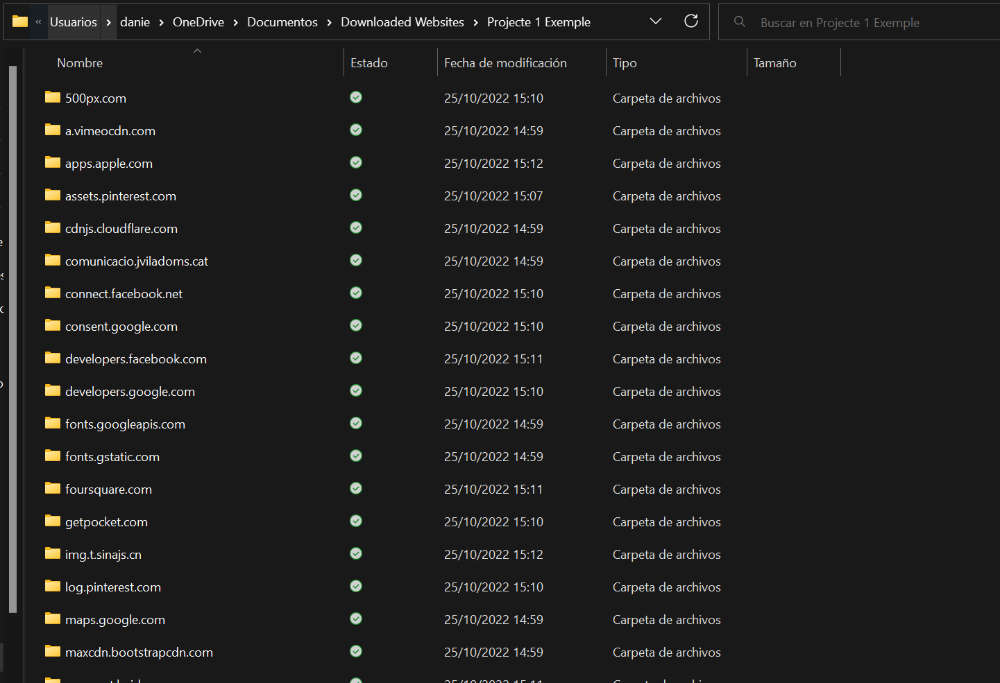 « Usuarios > danie > OneDrive > Documentos > Downloaded Websites > Projecte 1 Exemple Buscar en Projecte 1 Exemple
Nombre Estado Fecha de modificación Tipo Tamaño
500px.com 25/10/2022 15:10 Carpeta de archivos
a.vimeocdn.com 25/10/2022 14:59 Carpeta de archivos
apps.apple.com 25/10/2022 15:12 Carpeta de archivos
assets.pinterest.com 25/10/2022 15:07 Carpeta de archivos
cdnjs.cloudflare.com 25/10/2022 14:59 Carpeta de archivos
comunicacio.jviladoms.cat 25/10/2022 14:59 Carpeta de archivos
connect.facebook.net 25/10/2022 15:10 Carpeta de archivos
consent.google.com 25/10/2022 15:10 Carpeta de archivos
developers.facebook.com 25/10/2022 15:11 Carpeta de archivos
developers.google.com 25/10/2022 15:10 Carpeta de archivos
fonts.googleapis.com 25/10/2022 14:59 Carpeta de archivos
fonts.gstatic.com 25/10/2022 14:59 Carpeta de archivos
foursquare.com 25/10/2022 15:11 Carpeta de archivos
getpocket.com 25/10/2022 15:10 Carpeta de archivos
img.t.sinajs.cn 25/10/2022 15:12 Carpeta de archivos
log.pinterest.com 25/10/2022 15:10 Carpeta de archivos
maps.google.com 25/10/2022 14:59 Carpeta de archivos
maxcdn.bootstrapcdn.com 25/10/2022 14:59 Carpeta de archivos